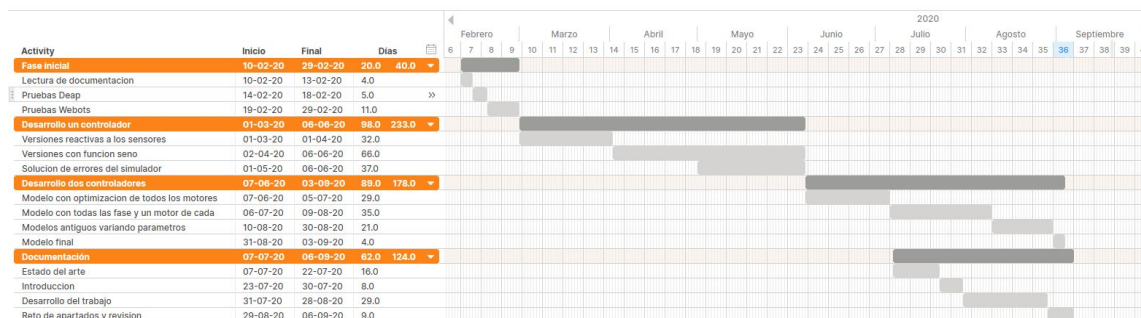 2020
Febrero Marzo Abril Mayo Junio Julio Agosto Septiembre
Activity Inicio Final Días 6 7 8 9 10 11 12 13 14 15 16 17 18 19 20 21 22 23 24 25 26 27 28 29 30 31 32 33 34 35 36 37 38 39
Fase inicial 10-02-20 29-02-20 20.0 40.0
Lectura de documentacion 10-02-20 13-02-20 4.0
Pruebas Deap 14-02-20 18-02-20 5.0 »
Pruebas Webots 19-02-20 29-02-20 11.0
Desarrollo un controlador 01-03-20 06-06-20 98.0 233.0
Versiones reactivas a los sensores 01-03-20 01-04-20 32.0
Versiones con funcion seno 02-04-20 06-06-20 66.0
Solucion de errores del simulador 01-05-20 06-06-20 37.0
Desarrollo dos controladores 07-06-20 03-09-20 89.0 178.0
Modelo con optimizacion de todos los motores 07-06-20 05-07-20 29.0
Modelo con todas las fase y un motor de cada 06-07-20 09-08-20 35.0
Modelos antiguos variando parametros 10-08-20 30-08-20 21.0
Modelo final 31-08-20 03-09-20 4.0
Documentación 07-07-20 06-09-20 62.0 124.0
Estado del arte 07-07-20 22-07-20 16.0
Introduccion 23-07-20 30-07-20 8.0
Desarrollo del trabajo 31-07-20 28-08-20 29.0
Reto de apartados y revision 29-08-20 06-09-20 9.0